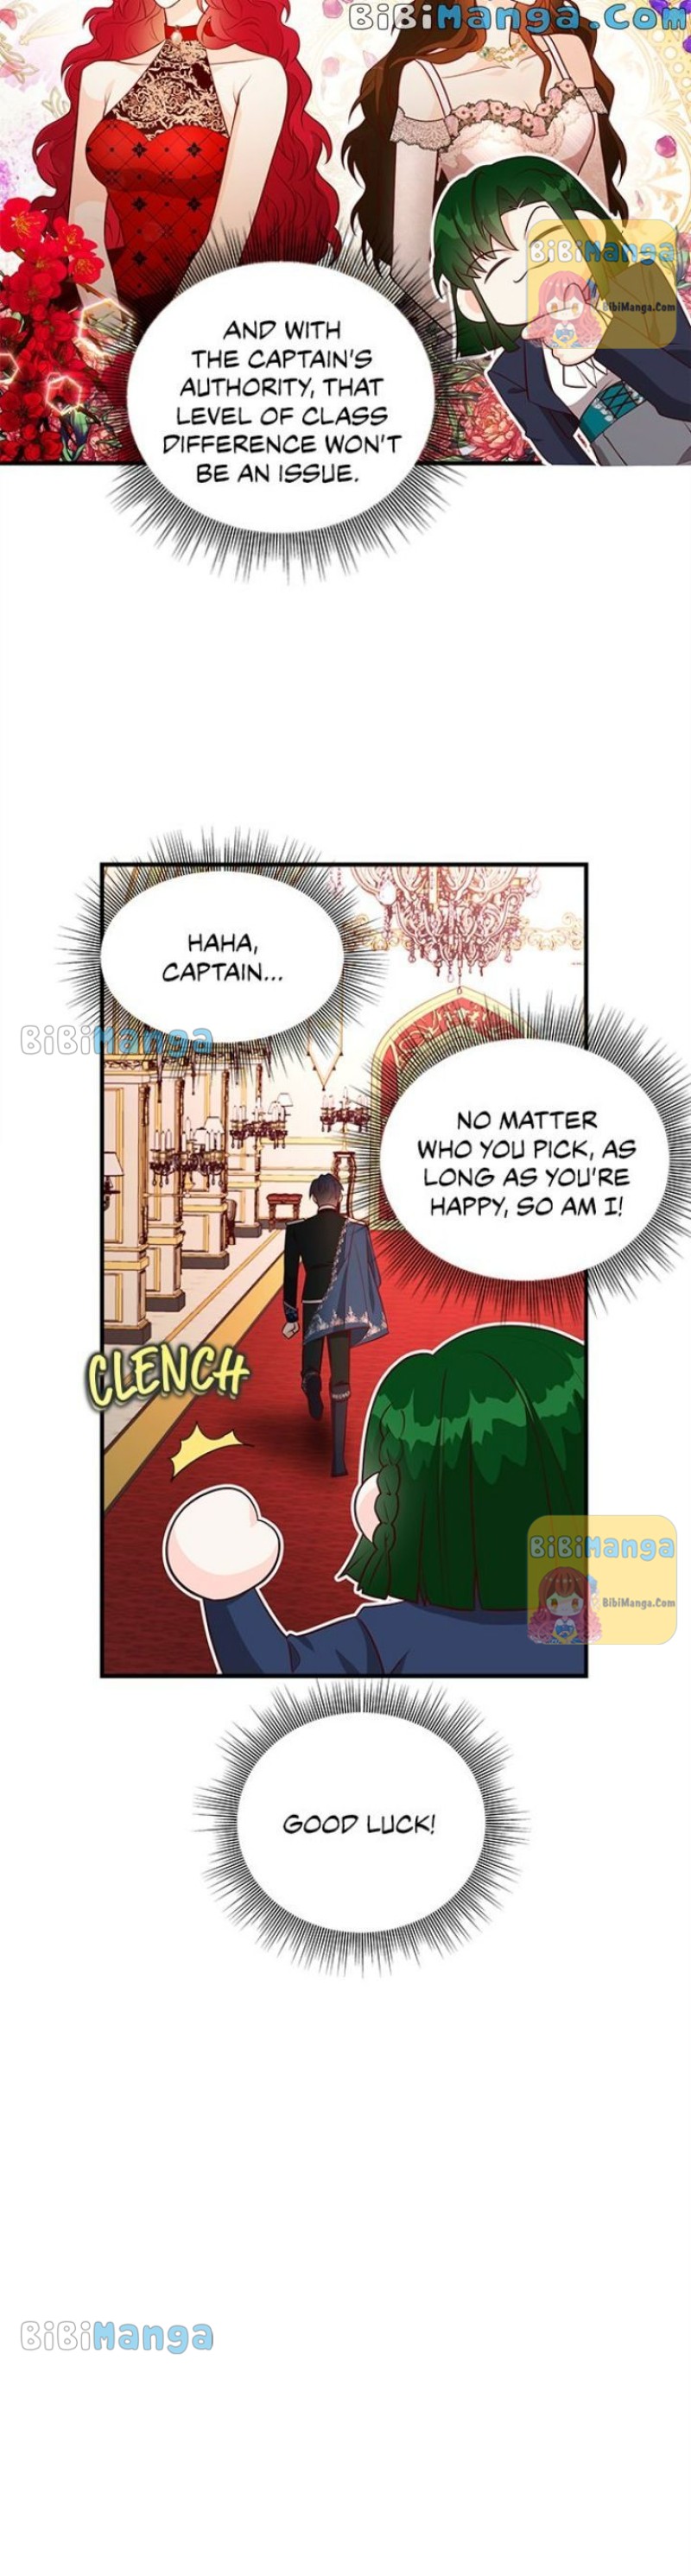 BiBiManga.Com
BiBiManga
BibiManga.Com
AND WITH
THE CAPTAIN'S
AUTHORITY, THAT
LEVEL OF CLASS
DIFFERENCE WON'T
BE AN ISSUE.
HAHA,
CAPTAIN...
BiBiManga
NO MATTER
WHO YOU PICK, AS
LONG AS YOU'RE
HAPPY, SO AM I!
CLENCH
BiBiManga
BibiManga.Com
GOOD LUCK!
BiBiManga